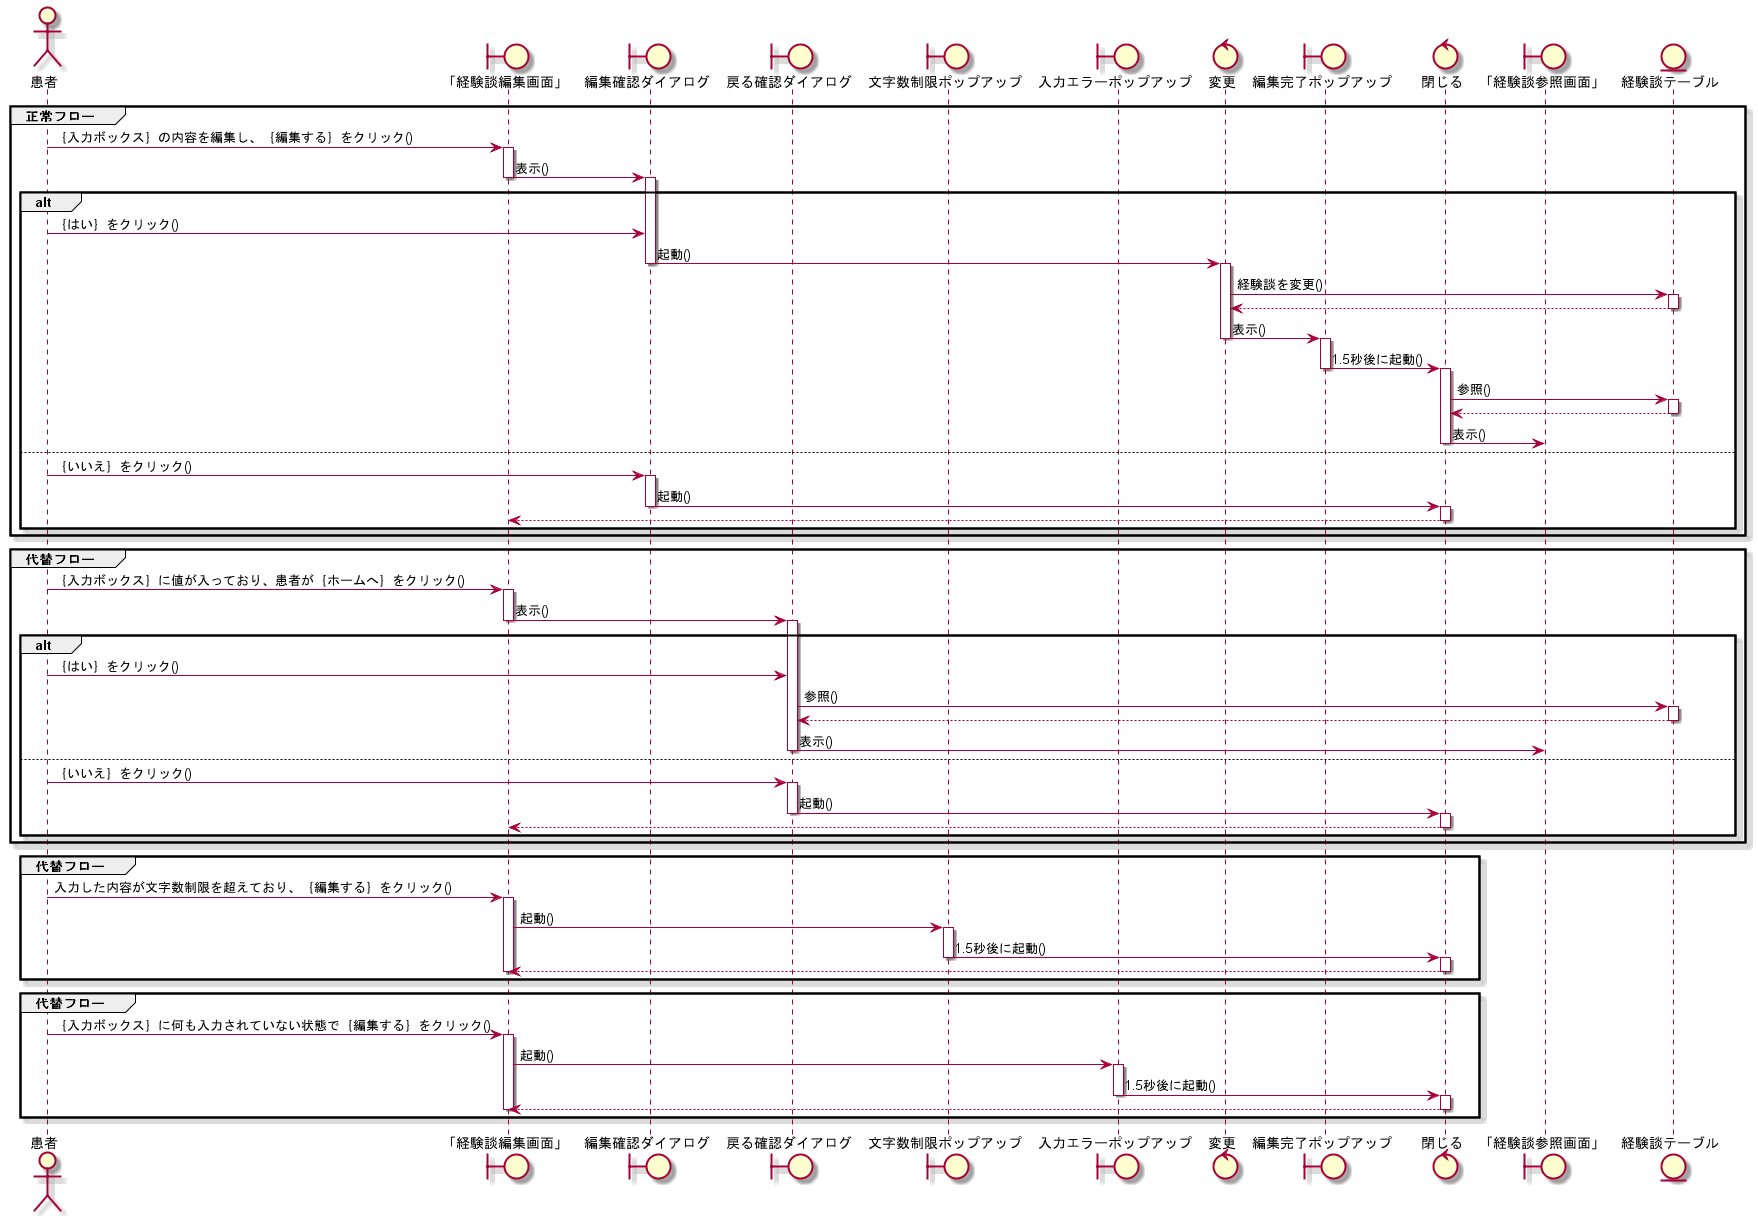 患者
「経験談編集画面」
編集確認ダイアログ
戻る確認ダイアログ
文字数制限ポップアップ
入力エラーポップアップ
変更
編集完了ポップアップ
閉じる
「経験談参照画面」
経験談テーブル
正常フロー
｛入力ボックス｝の内容を編集し、｛編集する｝をクリック()
表示()
alt
｛はい｝をクリック()
起動()
経験談を変更()
表示()
1.5秒後に起動()
参照()
表示()
｛いいえ｝をクリック()
起動()
代替フロー
｛入力ボックス｝に値が入っており、患者が｛ホームへ｝をクリック()
表示()
alt
｛はい｝をクリック()
参照()
表示()
｛いいえ｝をクリック()
起動()
代替フロー
入力した内容が文字数制限を超えており、｛編集する｝をクリック()
起動()
1.5秒後に起動()
代替フロー
｛入力ボックス｝に何も入力されていない状態で｛編集する｝をクリック()
起動()
1.5秒後に起動()
患者
「経験談編集画面」
編集確認ダイアログ
戻る確認ダイアログ
文字数制限ポップアップ
入力エラーポップアップ
変更
編集完了ポップアップ
閉じる
「経験談参照画面」
経験談テーブル